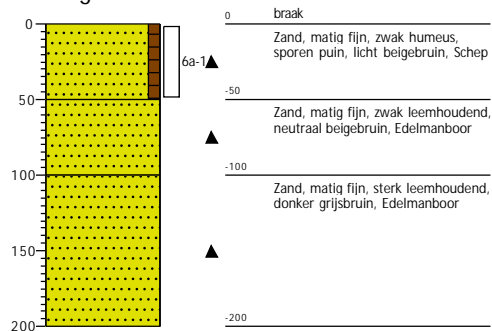 0
50
100
150
200
6a-1
0
braak
Zand, matig fijn, zwak humeus,
sporen puin, licht beigebruin, Schep
-50
Zand, matig fijn, zwak leemhoudend,
neutraal beigebruin, Edelmanboor
-100
Zand, matig fijn, sterk leemhoudend,
donker grijsbruin, Edelmanboor
-200